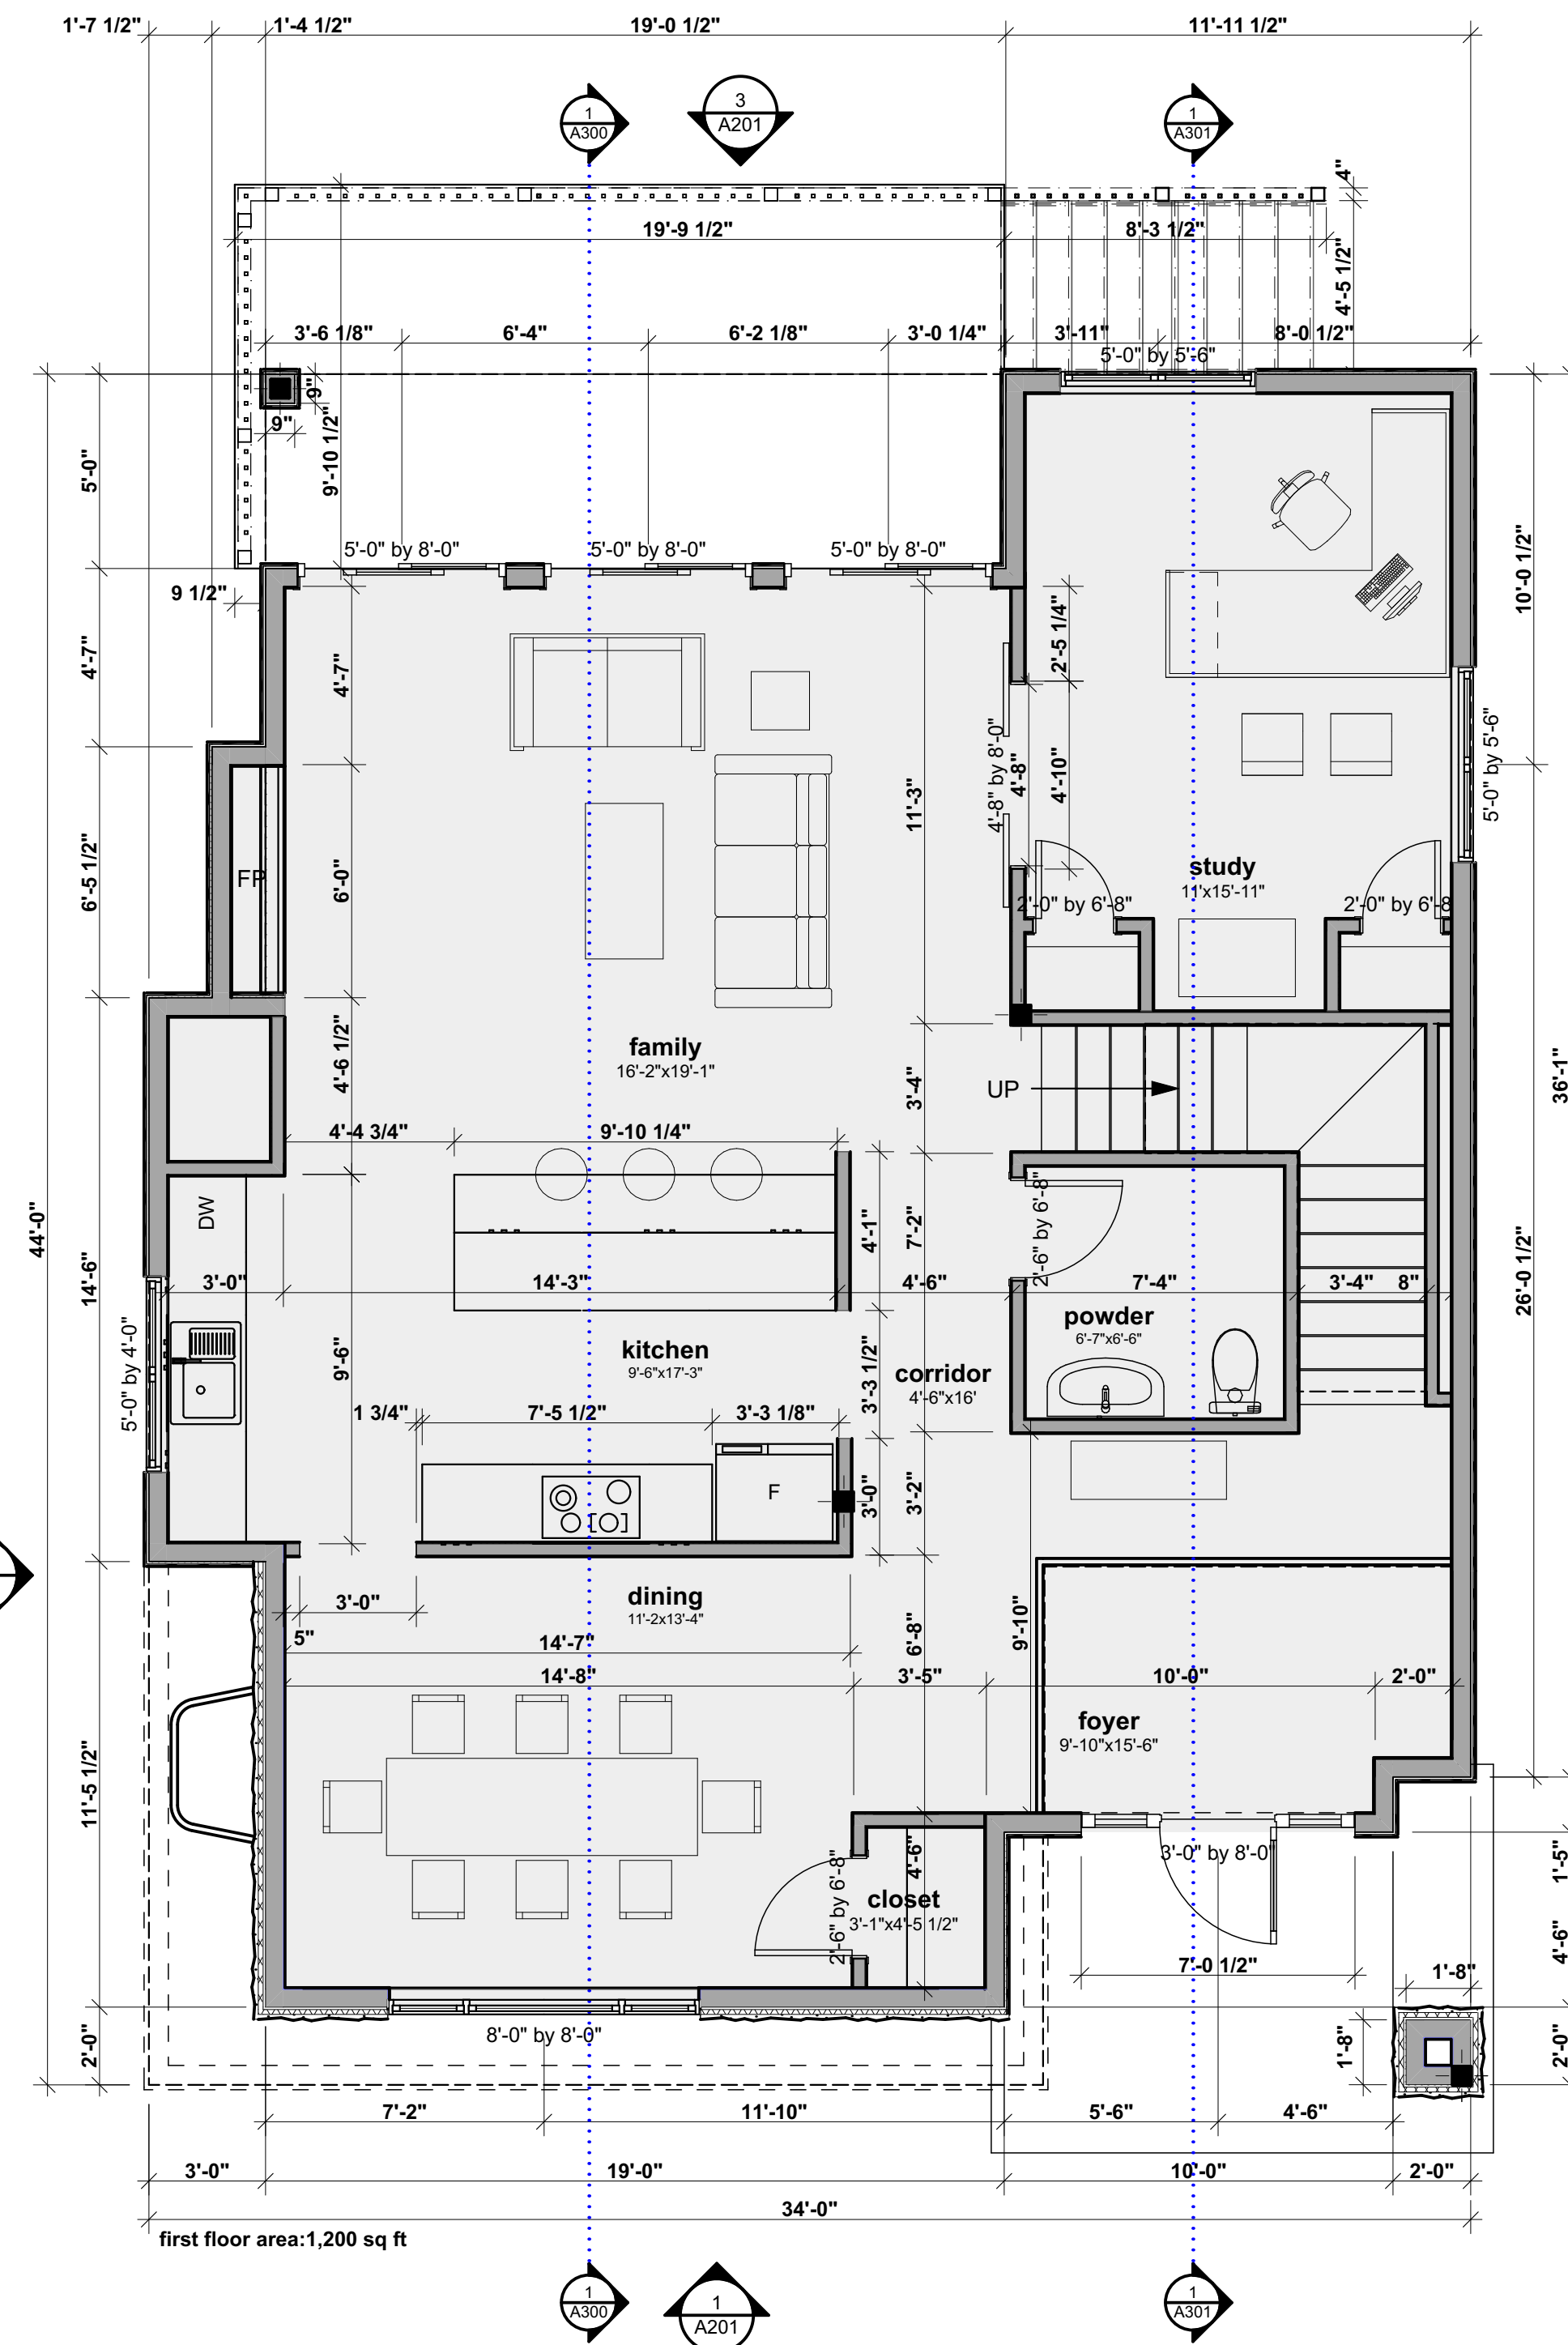 1'-7 1/2"
1'-4 1/2"
19'-0 1/2"
11'-11 1/2"
1
A300
3
A201
1
A301
4"
19'-9 1/2"
8'-3 1/2"
4'-5 1/2"
3'-6 1/8"
6'-4"
6'-2 1/8"
3'-0 1/4"
3'-11"
8'-0 1/2"
5'-0" by 5'-6"
9"
9"
9'-10 1/2"
5'-0"
5'-0" by 8'-0"
5'-0" by 8'-0"
5'-0" by 8'-0"
10'-0 1/2"
9 1/2"
4'-7"
4'-7"
2'-5 1/4"
4'-8" by 8'-0"
4'-8"
4'-10"
11'-3"
5'-0" by 5'-6"
6'-5 1/2"
FP
6'-0"
study
11'x15'-11"
2'-0" by 6'-8"
2'-0" by 6'-8
family
16'-2"x19'-1"
4'-6 1/2"
3'-4"
UP
36'-1"
4'-4 3/4"
9'-10 1/4"
DW
44'-0"
14'-6"
4'-1"
7'-2"
2'-6" by 6'-8"
3'-0"
14'-3"
4'-6"
7'-4"
3'-4"
8"
26'-0 1/2"
powder
6'-7"x6'-6"
5'-0" by 4'-0"
9'-6"
kitchen
9'-6"x17'-3"
3'-3 1/2"
corridor
4'-6"x16'
1 3/4"
7'-5 1/2"
3'-3 1/8"
F
3'-0"
3'-2"
dining
11'-2x13'-4"
3'-0"
5"
14'-7"
6'-8"
9'-10"
14'-8"
3'-5"
10'-0"
2'-0"
foyer
9'-10"x15'-6"
11'-5 1/2"
3'-0" by 8'-0"
1'-5"
4'-6"
2'-6" by 6'-8"
closet
3'-1"x4'-5 1/2"
4'-6"
7'-0 1/2"
1'-8"
8'-0" by 8'-0"
2'-0"
1'-8"
2'-0"
7'-2"
11'-10"
5'-6"
4'-6"
3'-0"
19'-0"
10'-0"
2'-0"
34'-0"
first floor area:1,200 sq ft
1
A300
1
A201
1
A301